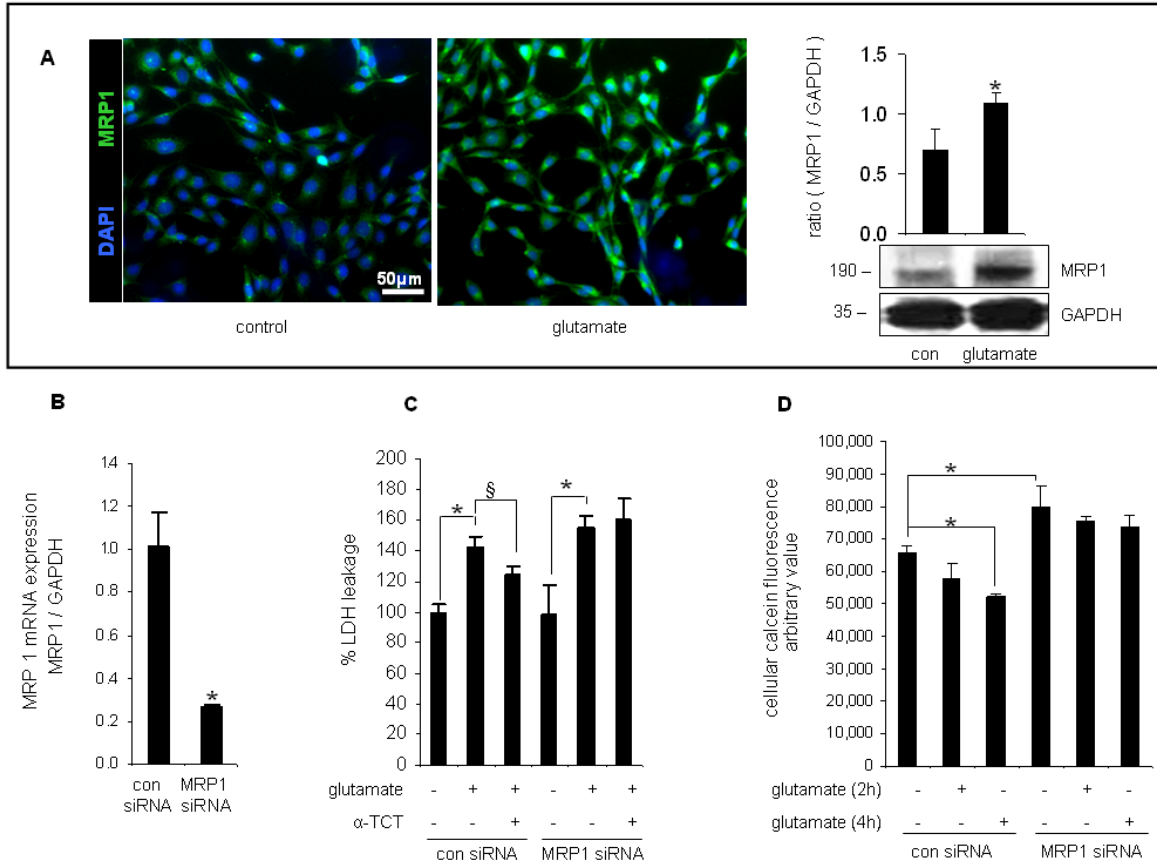 A
MRP1
DAPI
50µm
control
glutamate
ratio ( MRP1 / GAPDH )
1.5
1.0
0.5
0.0
*
190 –
MRP1
35 –
GAPDH
con
glutamate
B
MRP 1 mRNA expression
MRP1 / GAPDH
1.4
1.2
1.0
0.8
0.6
0.4
0.2
0.0
*
con
siRNA
MRP1
siRNA
C
% LDH leakage
200
180
160
140
120
100
80
60
40
20
0
* § *
glutamate - + + - + +
α-TCT - - + - - +
con siRNA
MRP1 siRNA
D
cellular calcein fluorescence
arbitrary value
100,000
90,000
80,000
70,000
60,000
50,000
40,000
30,000
20,000
10,000
0
*
*
glutamate (2h) - + - - + -
glutamate (4h) - - + - - +
con siRNA
MRP1 siRNA